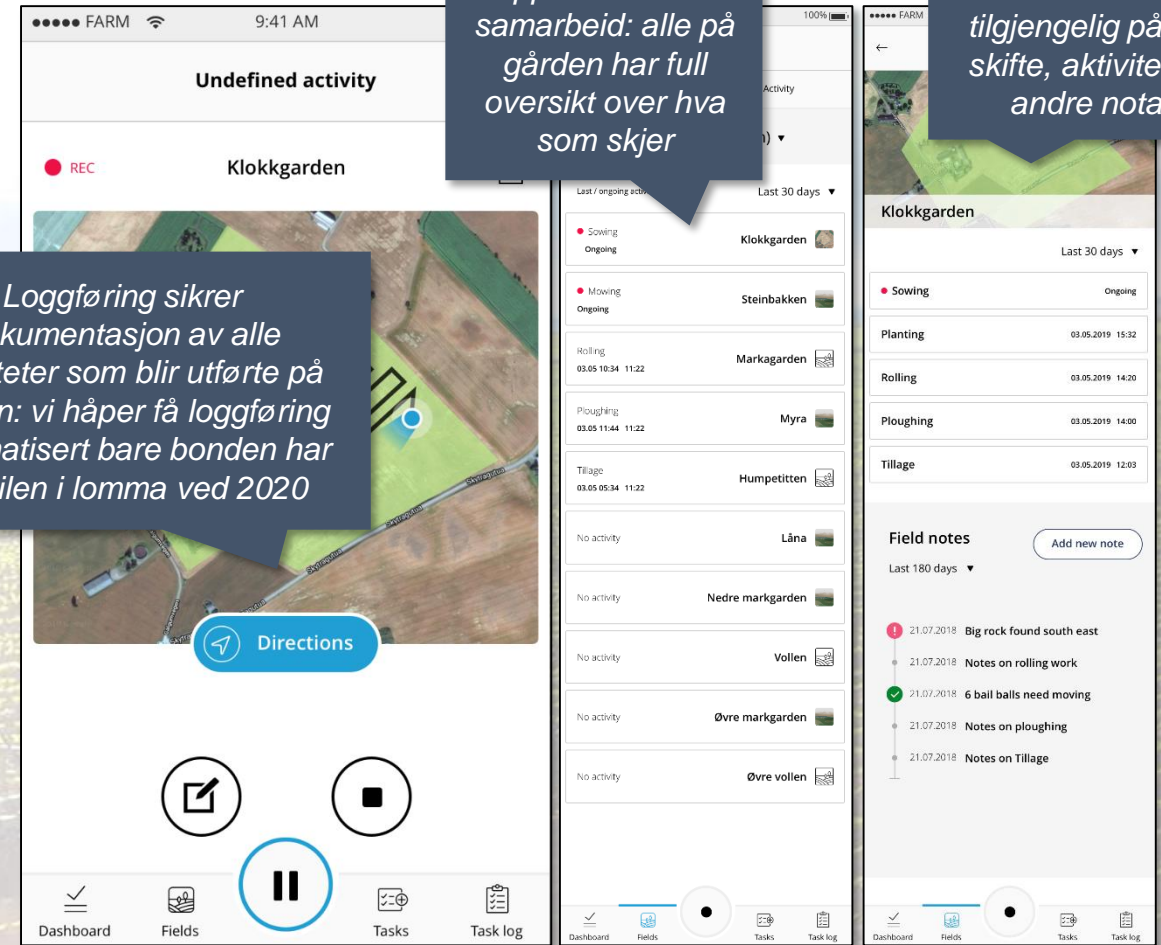 FARM
9:41 AM
Undefined activity
REC
Klokkgarden
Skytragutua
Skytragutud
Directions
Dashboard
Fields
Tasks
Task log
Loggføring sikrer
av alle
som blir utførte på
vi håper få loggføring
bare bonden har
i lomma ved 2020
samarbeid: alle på
gården har full
oversikt over hva
som skjer
100%
Activity
Last / ongoing
Last 30 days
Sowing
Ongoing
Klokkgarden
Mowing
Ongoing
Steinbakken
Rolling
03.05 10:34 11:22
Markagarden
Ploughing
03.05 11:44 11:22
Myra
Tillage
03.05 05:34 11:22
Humpetitten
No activity
Låna
No activity
Nedre markgarden
No activity
Vollen
No activity
Øvre markgarden
No activity
Øvre vollen
Dashboard
Fields
Tasks
Task log
FARM
tilgjengelig på
skifte,
andre
Klokkgarden
Last 30 days
Sowing
Ongoing
Planting
03.05.2019 15:32
Rolling
03.05.2019 14:20
Ploughing
03.05.2019 14:00
Tillage
03.05.2019 12:03
Field notes
Add new note
Last 180 days
21.07.2018 Big rock found south east
21.07.2018 Notes on rolling work
21.07.2018 6 bail balls need moving
21.07.2018 Notes on ploughing
21.07.2018 Notes on Tillage
Dashboard
Fields
Tasks
Task log